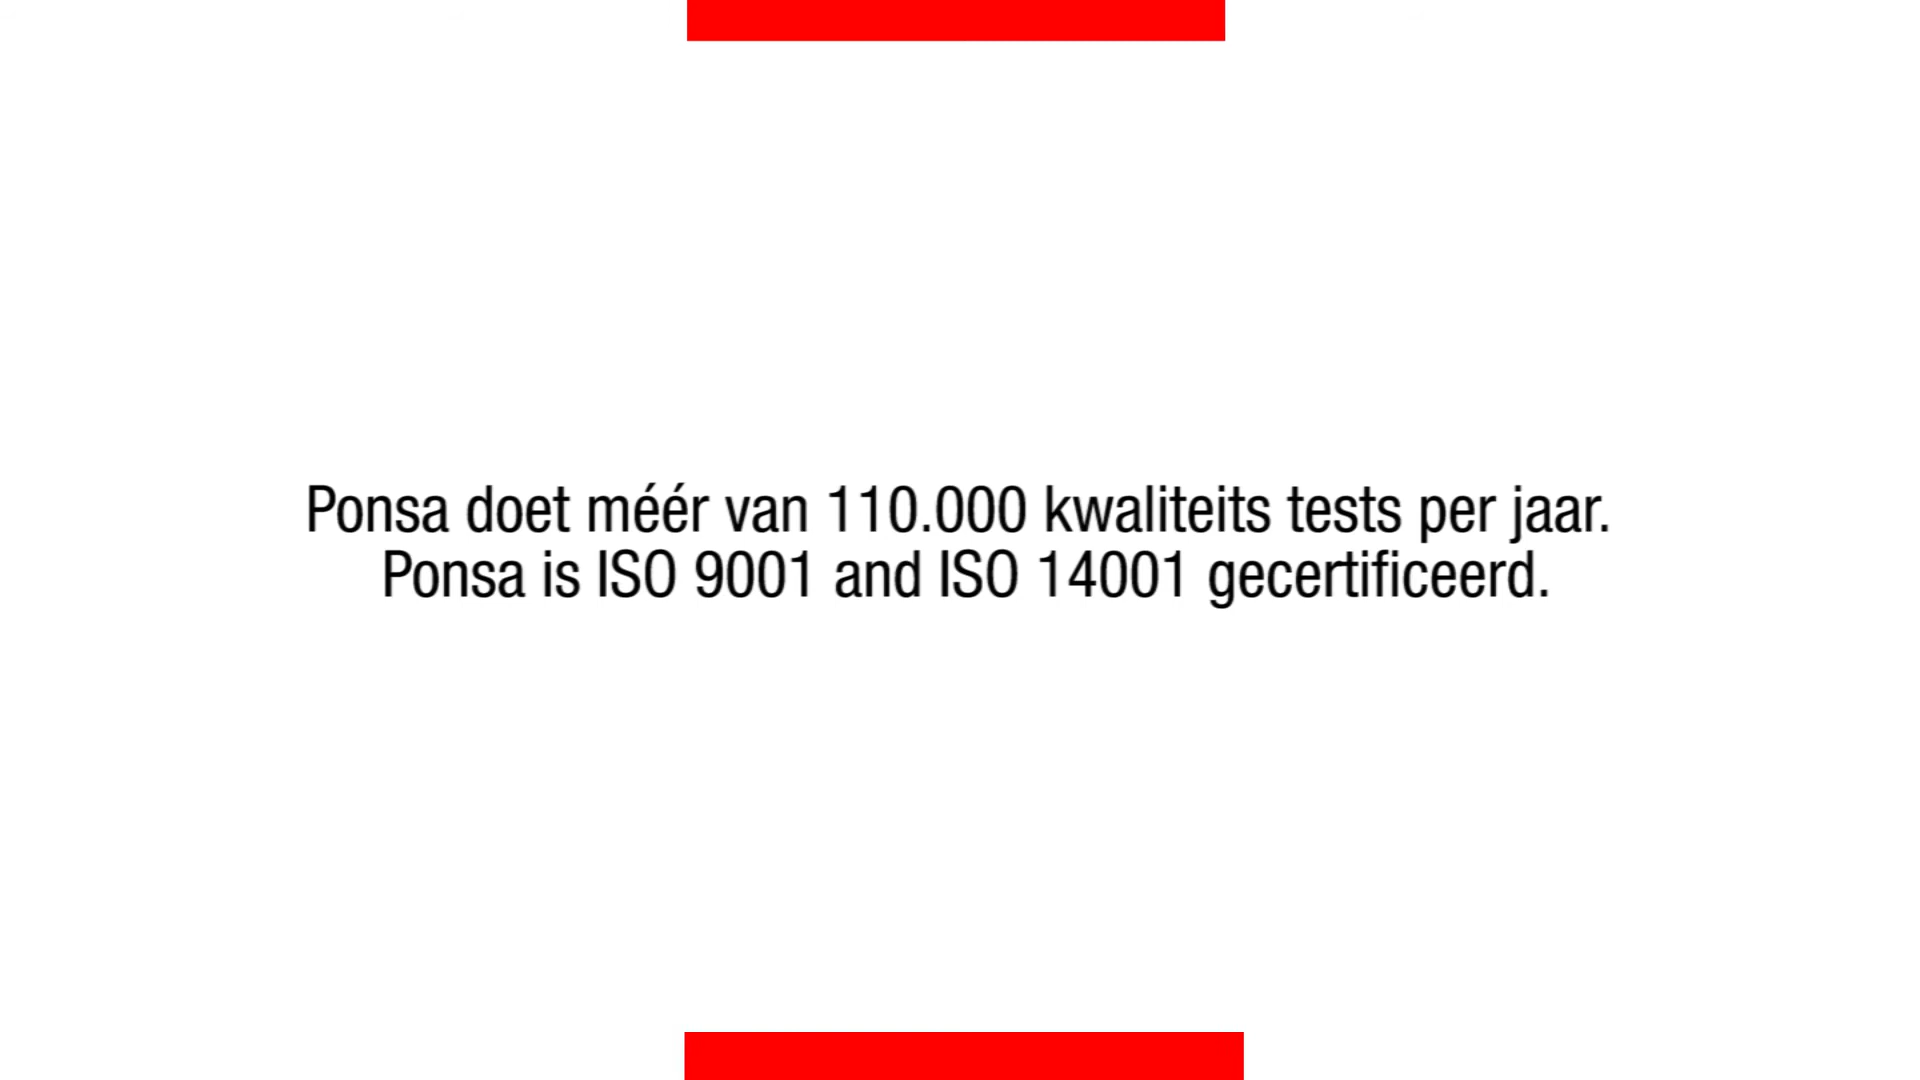 Ponsa doet méér van 110.000 kwaliteits tests per jaar.
Ponsa is ISO 9001 and ISO 14001 gecertificeerd.